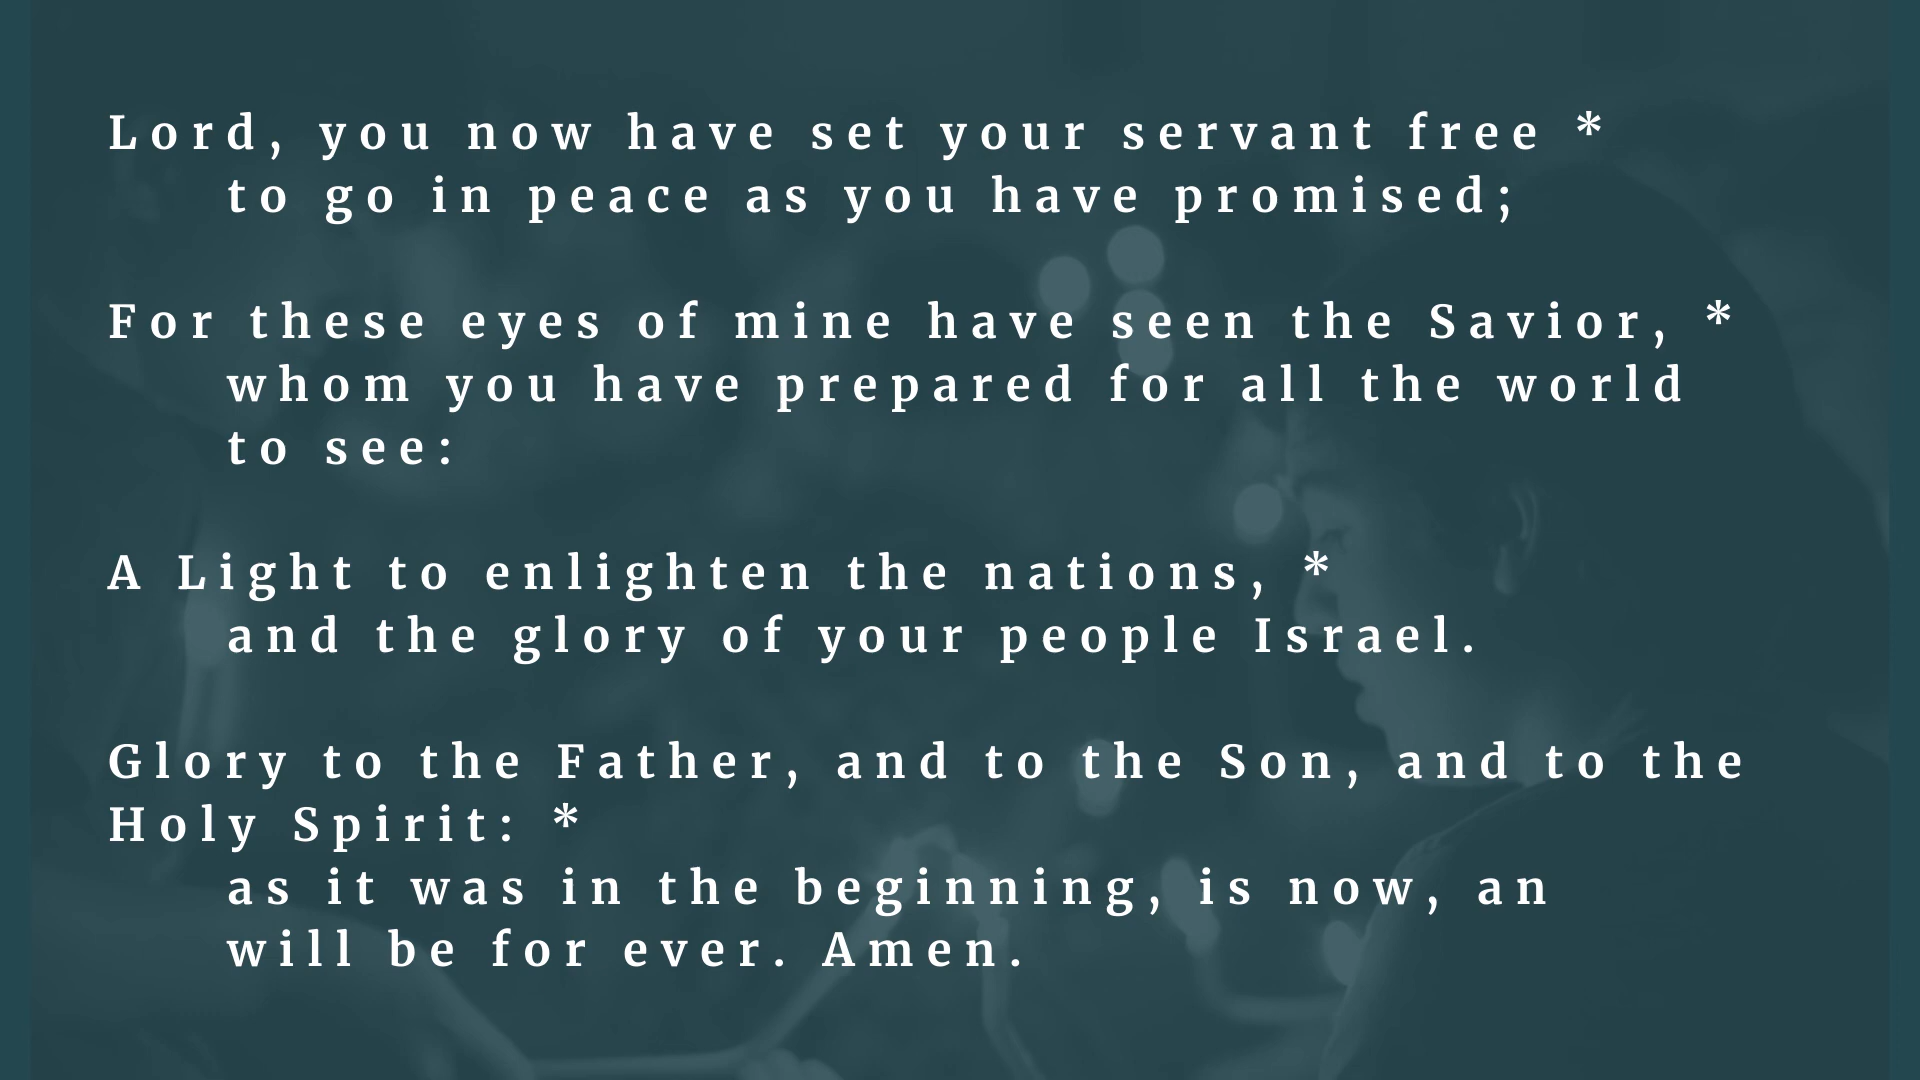 Lord, you now have set your servant free *
to go in peace as you have promised;
For these eyes of mine have seen the Savior, *
whom you have prepared for all the world
to see:
A Light to enlighten the nations, *
and the glory of your people Israel.
Glory to the Father, and to the Son, and to the
Holy Spirit: *
as it was in the beginning, is now, an
will be for ever. Amen.